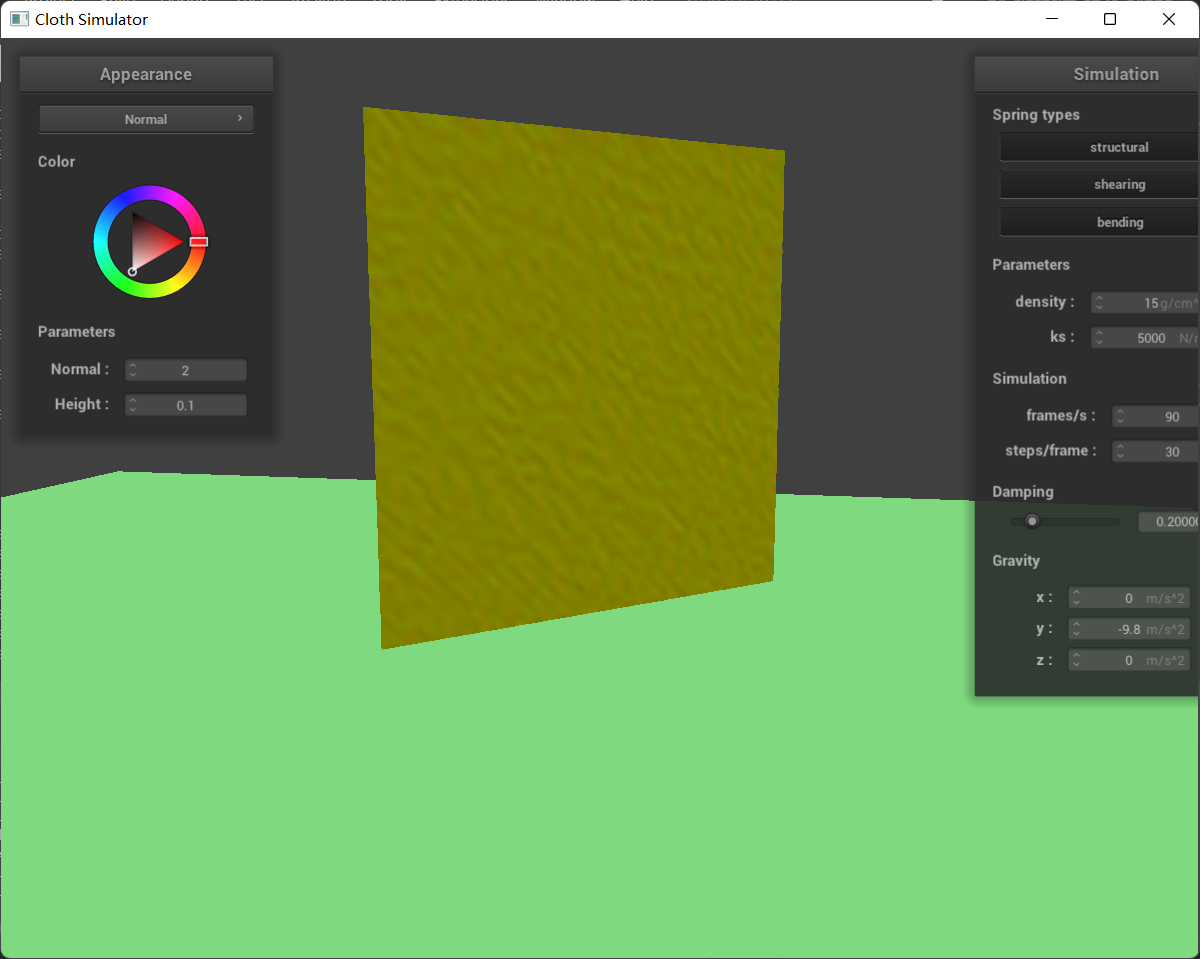 Cloth Simulator
Appearance
Normal
Color
Parameters
Normal : 2
Height : 0.1
Simulation
Spring types
structural
shearing
bending
Parameters
density : 15 g/cm^
ks : 5000 N/
Simulation
frames/s : 90
steps/frame : 30
Damping
0.2000
Gravity
x : 0 m/s^2
y : -9.8 m/s^2
z : 0 m/s^2